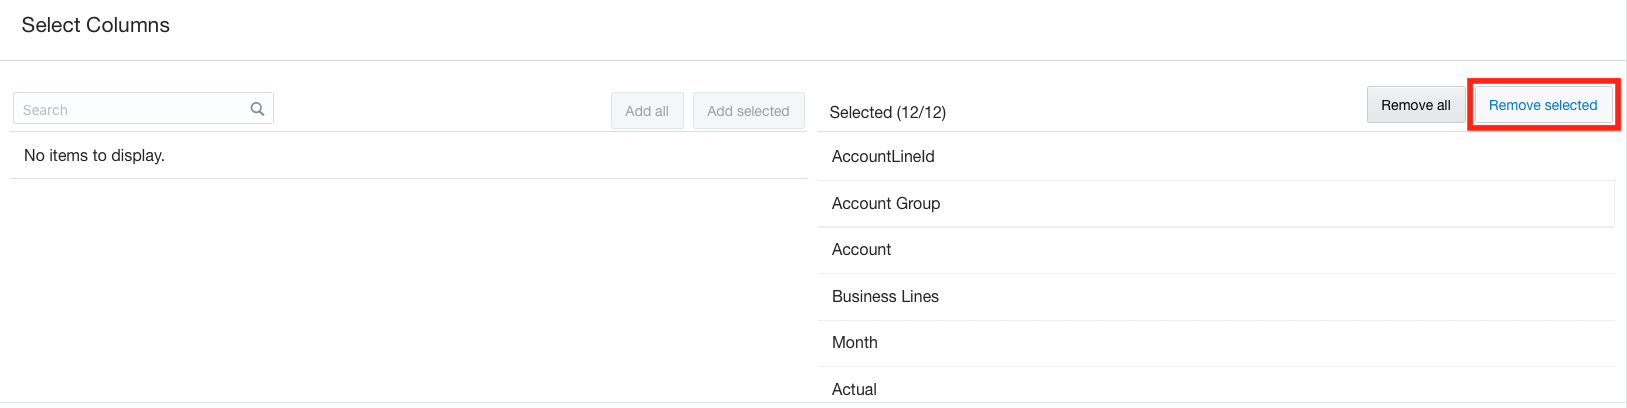 Select Columns
Search
Add all
Add selected
Selected (12/12)
Remove all
Remove selected
No items to display.
AccountLineId
Account Group
Account
Business Lines
Month
Actual